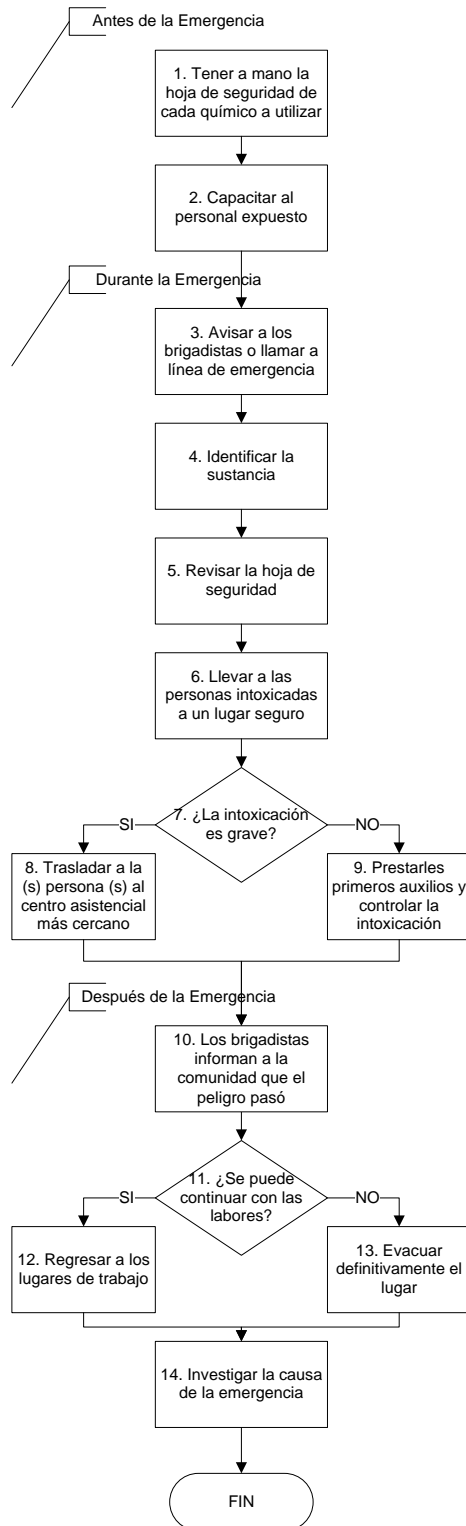 Antes de la Emergencia
1. Tener a mano la
hoja de seguridad de
cada químico a utilizar
2. Capacitar al
personal expuesto
Durante la Emergencia
3. Avisar a los
brigadistas o llamar a
línea de emergencia
4. Identificar la
sustancia
5. Revisar la hoja de
seguridad
6. Llevar a las
personas intoxicadas
a un lugar seguro
7. ¿La intoxicación
es grave?
SI
NO
8. Trasladar a la
(s) persona (s) al
centro asistencial
más cercano
9. Prestarles
primeros auxilios y
controlar la
intoxicación
Después de la Emergencia
10. Los brigadistas
informan a la
comunidad que el
peligro pasó
11. ¿Se puede
continuar con las
labores?
SI
NO
12. Regresar a los
lugares de trabajo
13. Evacuar
definitivamente el
lugar
14. Investigar la causa
de la emergencia
FIN